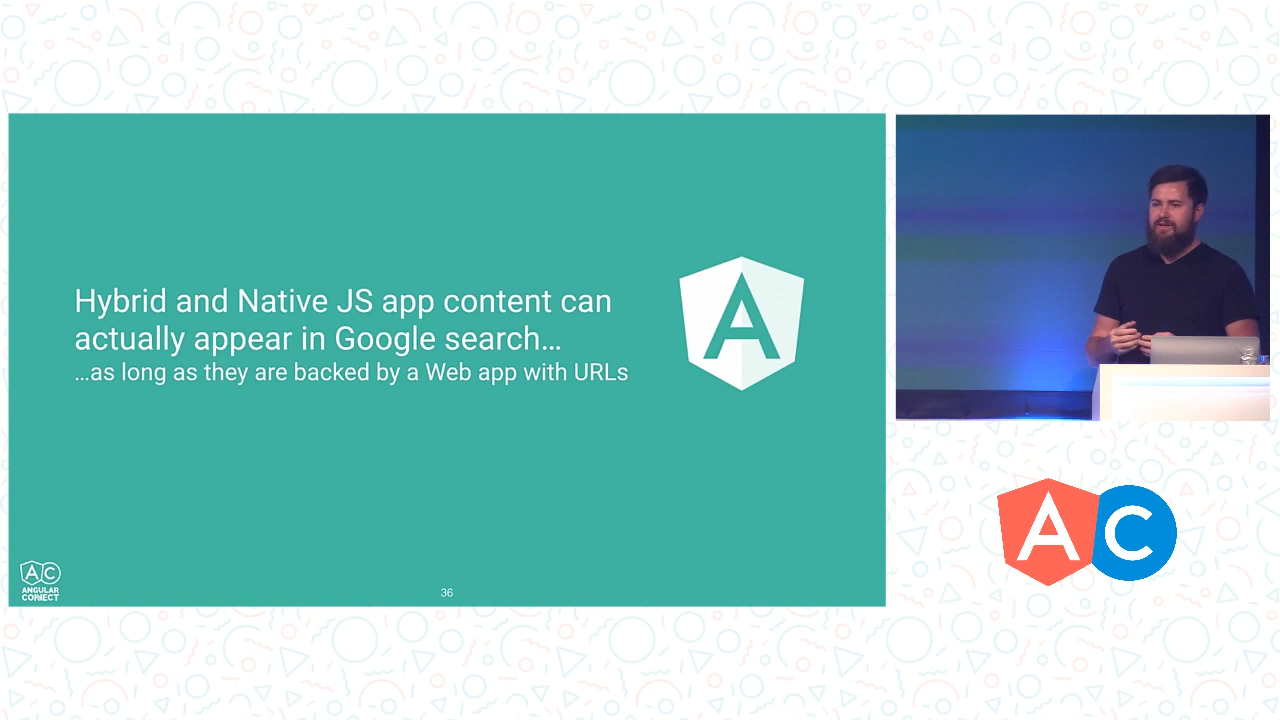 Hybrid and Native JS app content can
actually appear in Google search…
…as long as they are backed by a Web app with URLs
A
AC
ANGULAR
CONNECT
36
AC